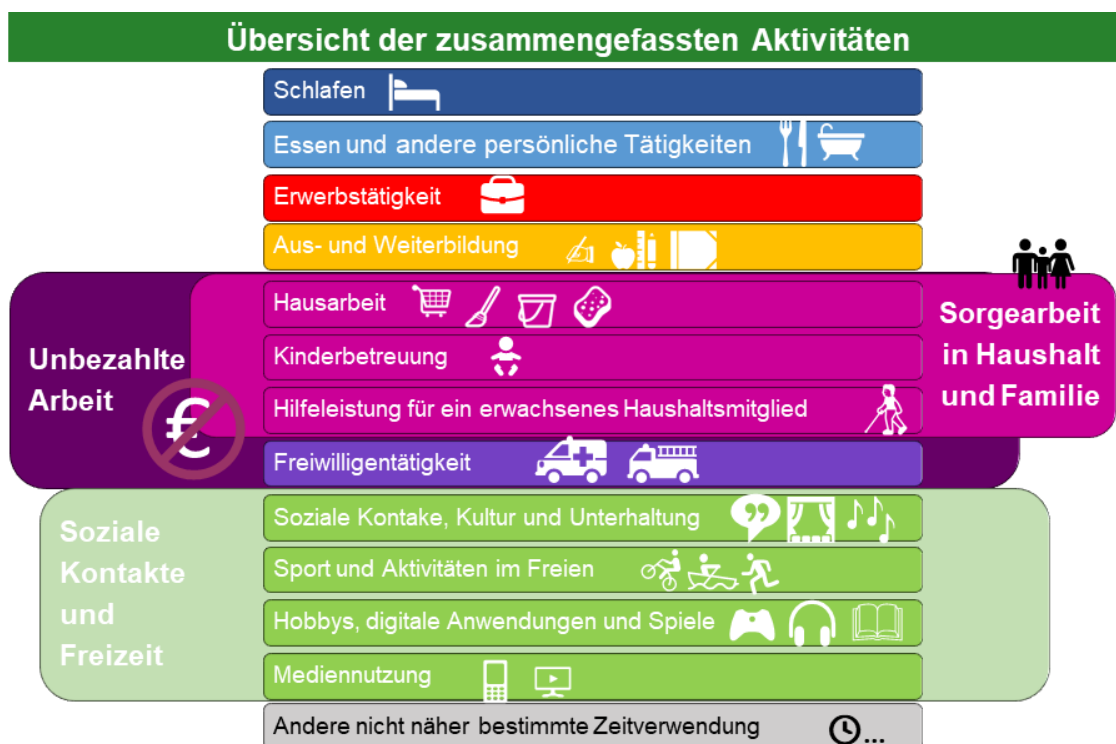 Übersicht der zusammengefassten Aktivitäten
Schlafen
Essen und andere persönliche Tätigkeiten
Erwerbstätigkeit
Aus- und Weiterbildung
Unbezahlte
Arbeit
€
Hausarbeit
Kinderbetreuung
Hilfeleistung für ein erwachsenes Haushaltsmitglied
Sorgearbeit
in Haushalt
und Familie
Freiwilligentätigkeit
Soziale
Kontakte
und
Freizeit
Soziale Kontake, Kultur und Unterhaltung
Sport und Aktivitäten im Freien
Hobbys, digitale Anwendungen und Spiele
Mediennutzung
Andere nicht näher bestimmte Zeitverwendung ...